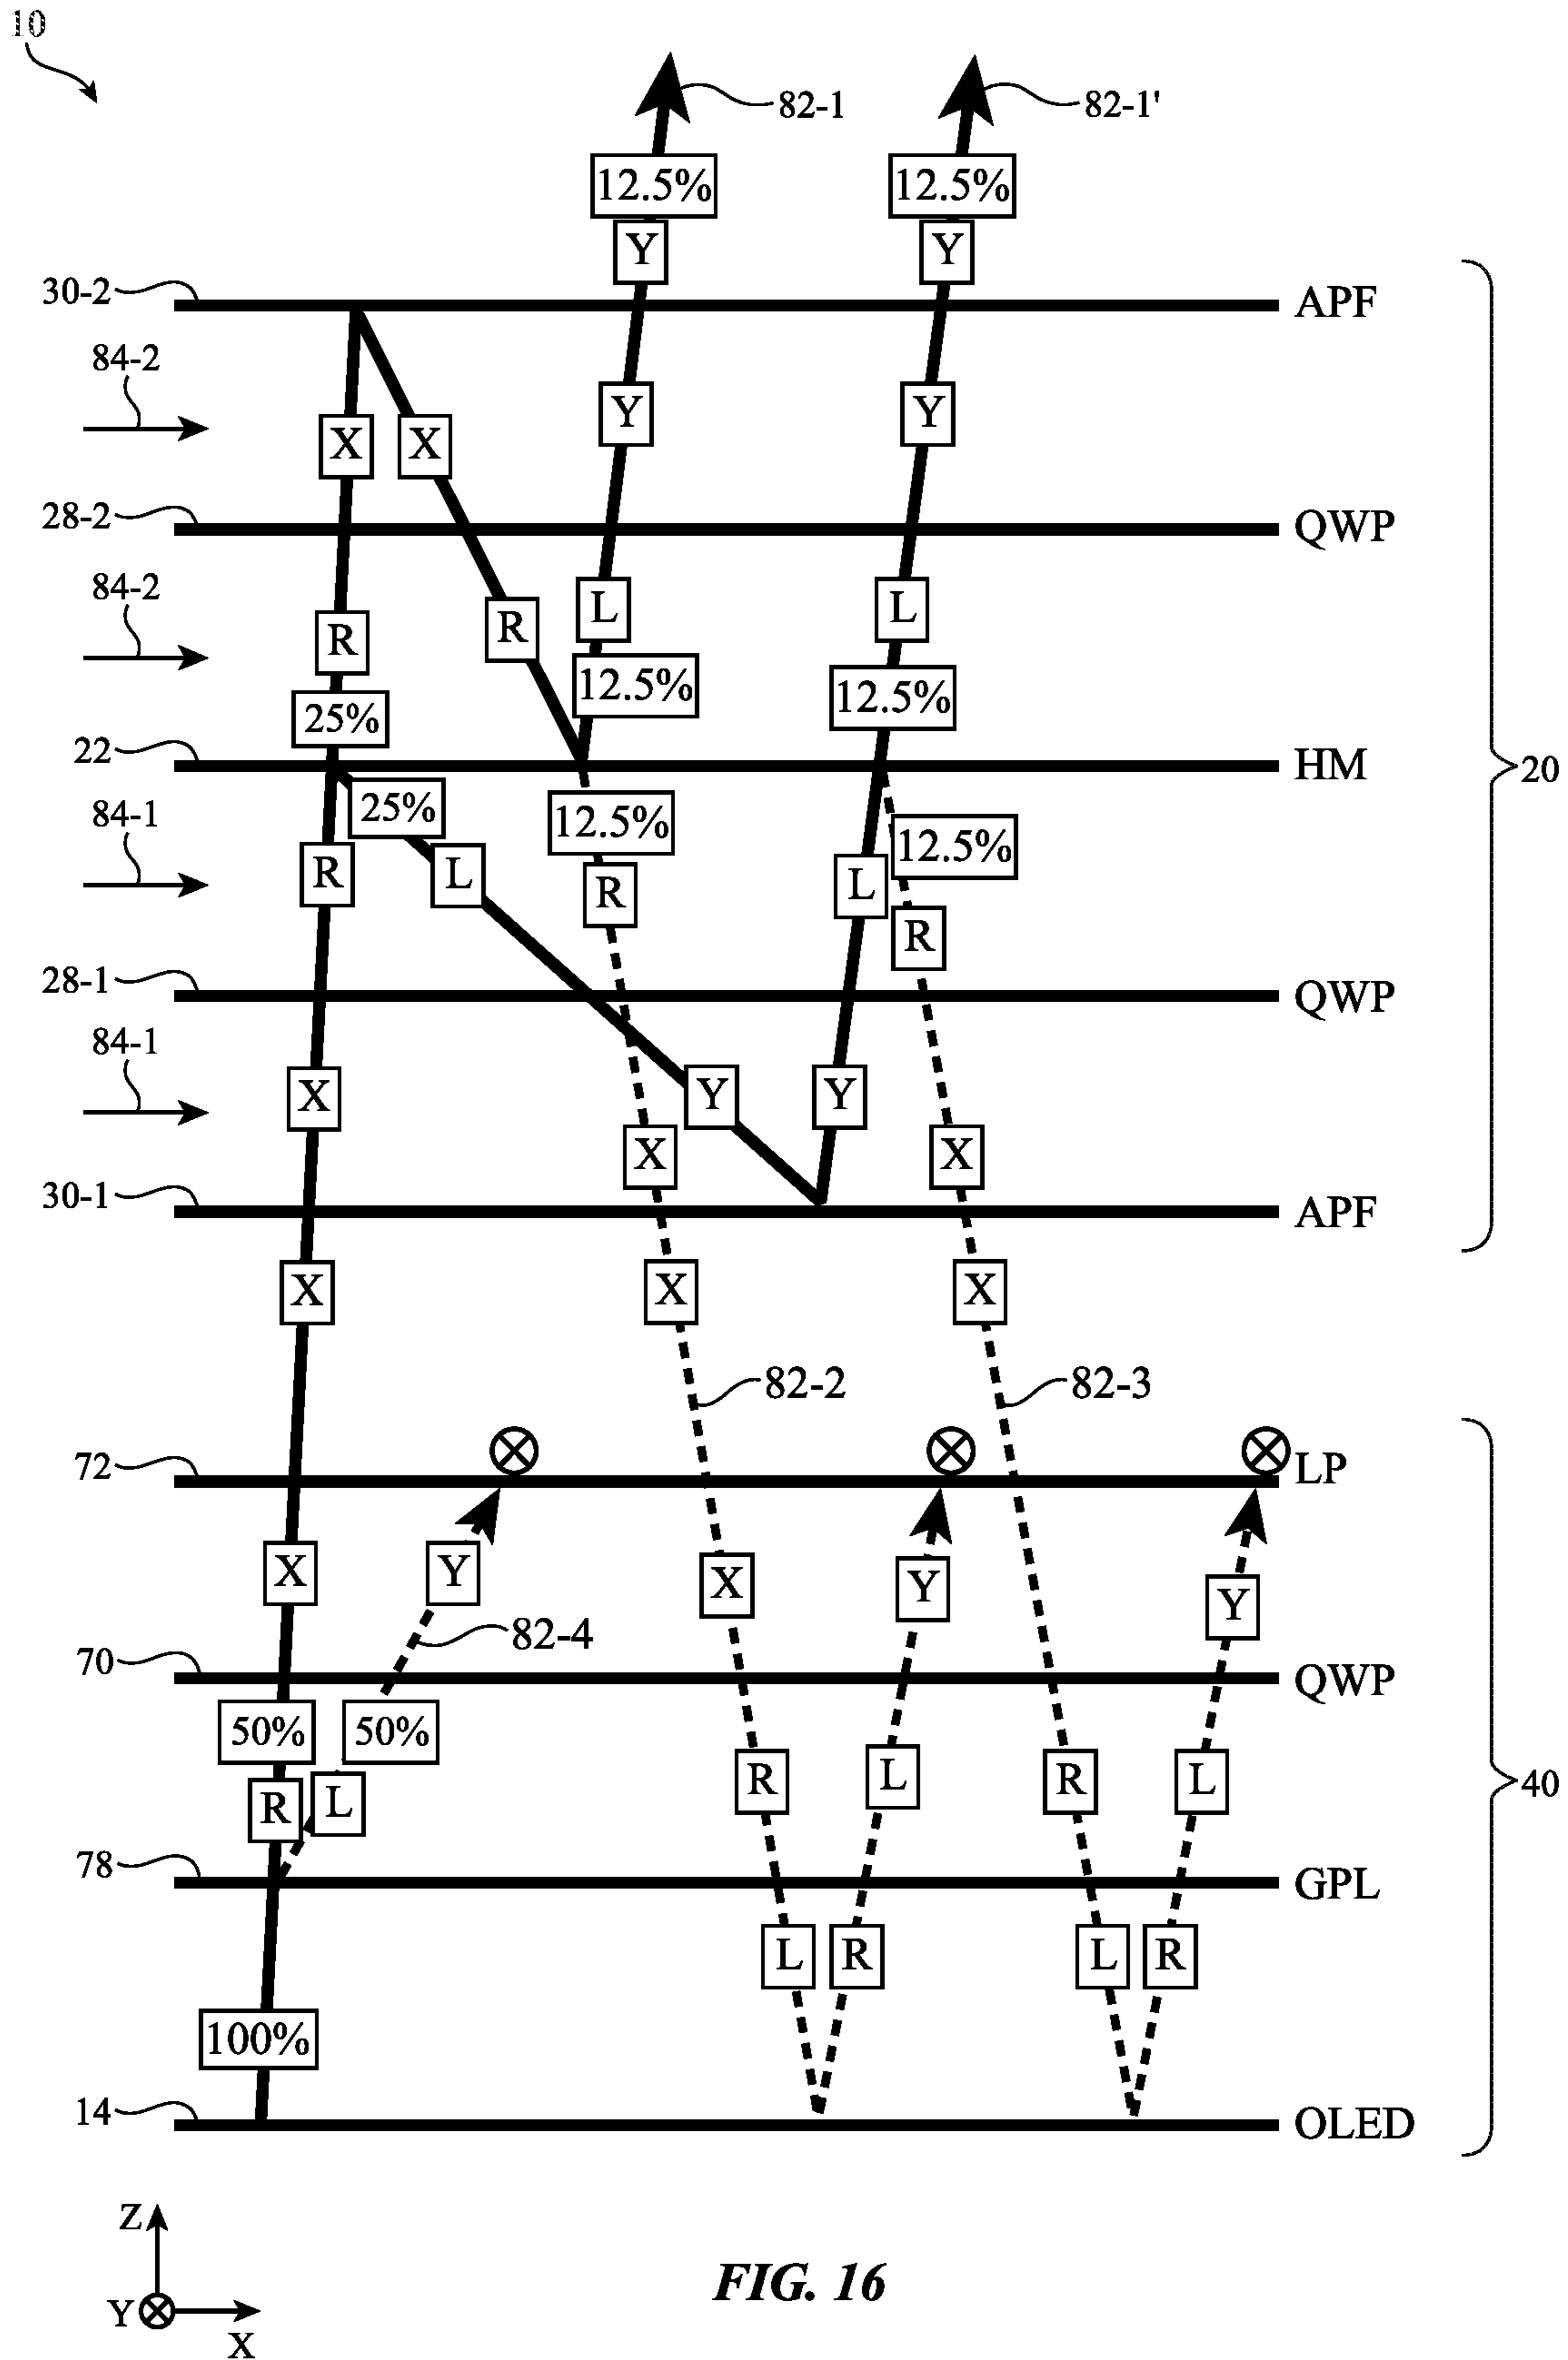 10
82-1
82-1'
12.5% 12.5%
Y Y
30-2 APF
84-2
Y Y
X X
28-2 QWP
84-2
L L
R R
12.5% 12.5%
25%
22 HM 20
25% 12.5%
84-1
12.5%
R L L
R
R
28-1 QWP
84-1
X Y Y
X X
30-1 APF
X X X
82-2 82-3
72 LP
Y X Y Y
82-4
70 QWP
50% 50%
R L R L R L
78 GPL 40
L R L R
100%
14 OLED
Z
Y
X
FIG. 16